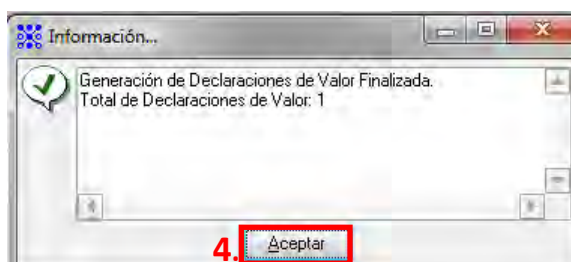 Información...
Generación de Declaraciones de Valor Finalizada.
Total de Declaraciones de Valor: 1
4. Aceptar